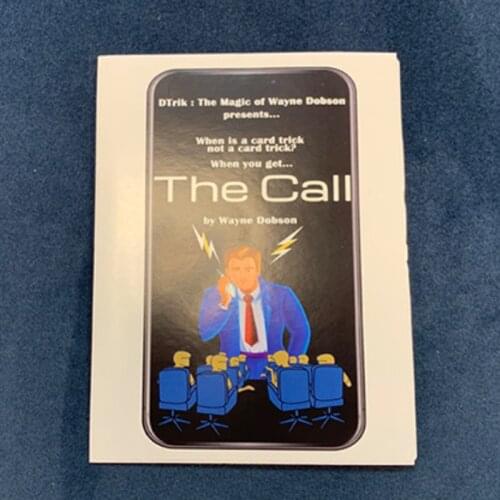 DTrik : The Magic of Wayne Dobson
presents...
When is a card trick
not a card trick?
When you get...
The Call
by Wayne Dobson